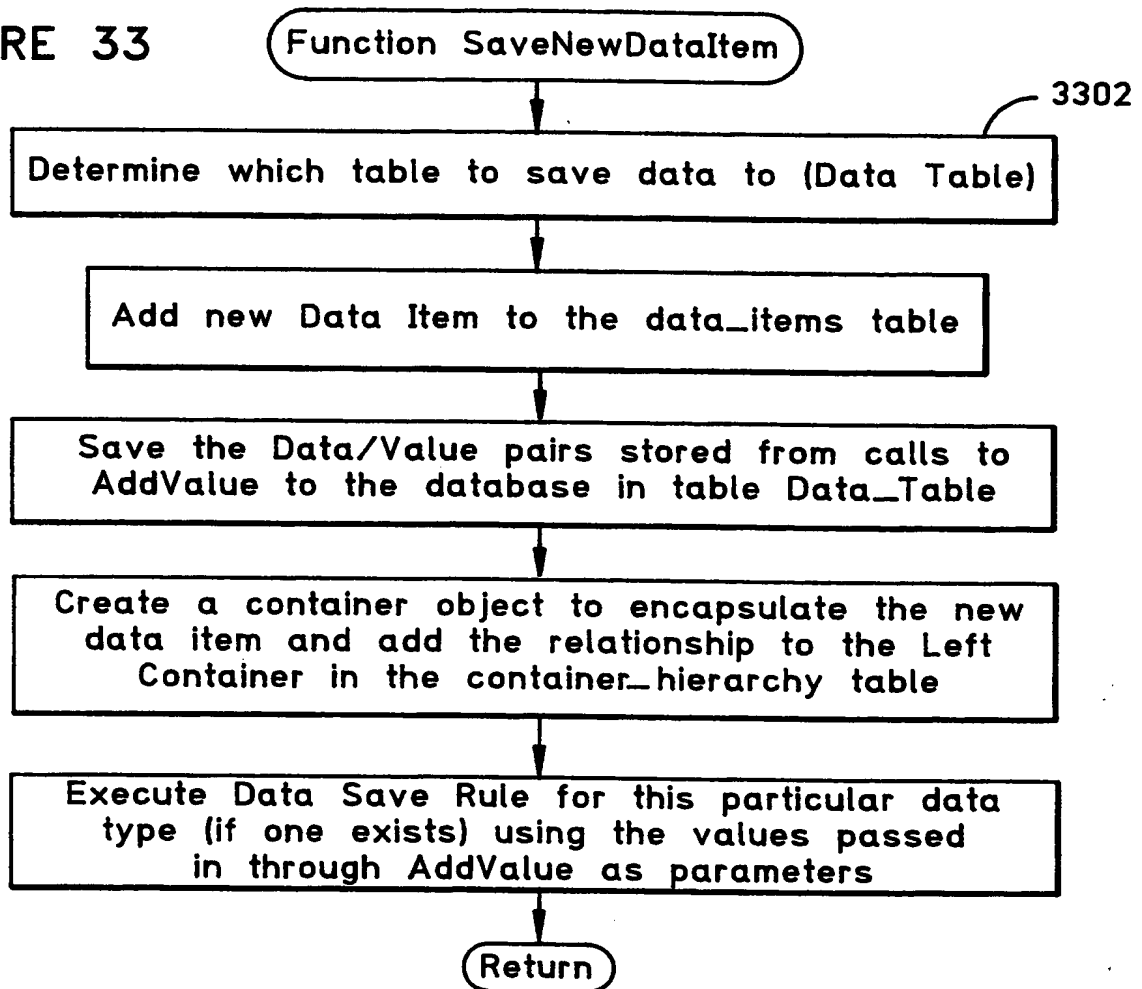 RE 33
Function SaveNewDataItem
3302
Determine which table to save data to (Data Table)
Add new Data Item to the data_items table
Save the Data/Value pairs stored from calls to
AddValue to the database in table Data_Table
Create a container object to encapsulate the new
data item and add the relationship to the Left
Container in the container_hierarchy table
Execute Data Save Rule for this particular data
type (if one exists) using the values passed
in through AddValue as parameters
Return